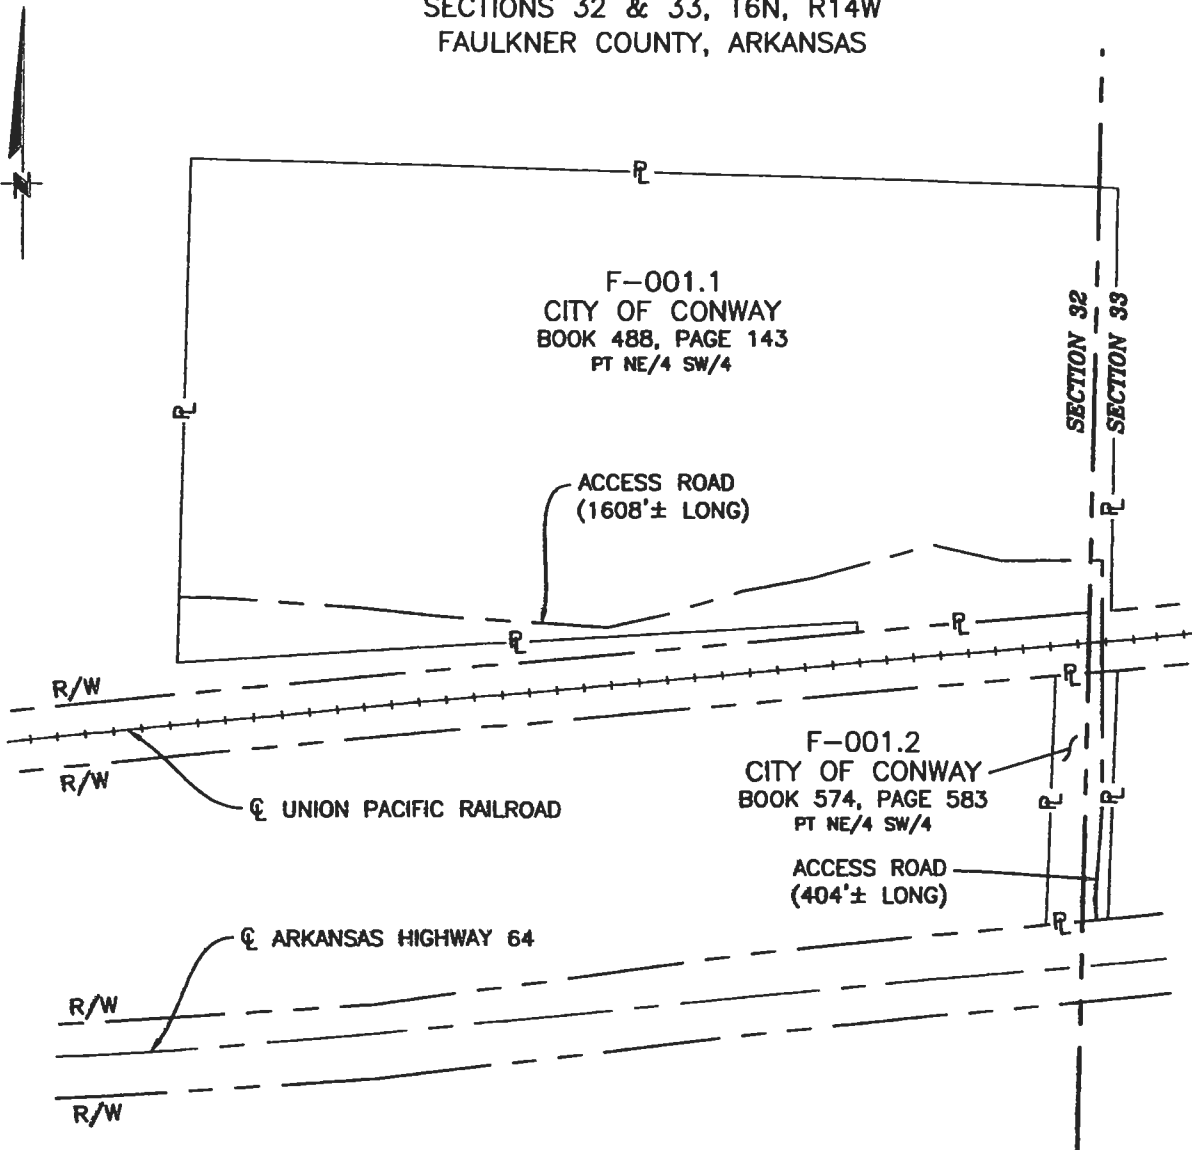 SECTIONS 32 & 33, T6N, R14W
FAULKNER COUNTY, ARKANSAS
N
PL
F-001.1
CITY OF CONWAY
BOOK 488, PAGE 143
PT NE/4 SW/4
SECTION 32
SECTION 33
PL
ACCESS ROAD
(1608'± LONG)
PL
PL
PL
R/W
PL
R/W
F-001.2
CITY OF CONWAY
BOOK 574, PAGE 583
PT NE/4 SW/4
PL
PL
CL UNION PACIFIC RAILROAD
ACCESS ROAD
(404'± LONG)
PL
CL ARKANSAS HIGHWAY 64
R/W
R/W